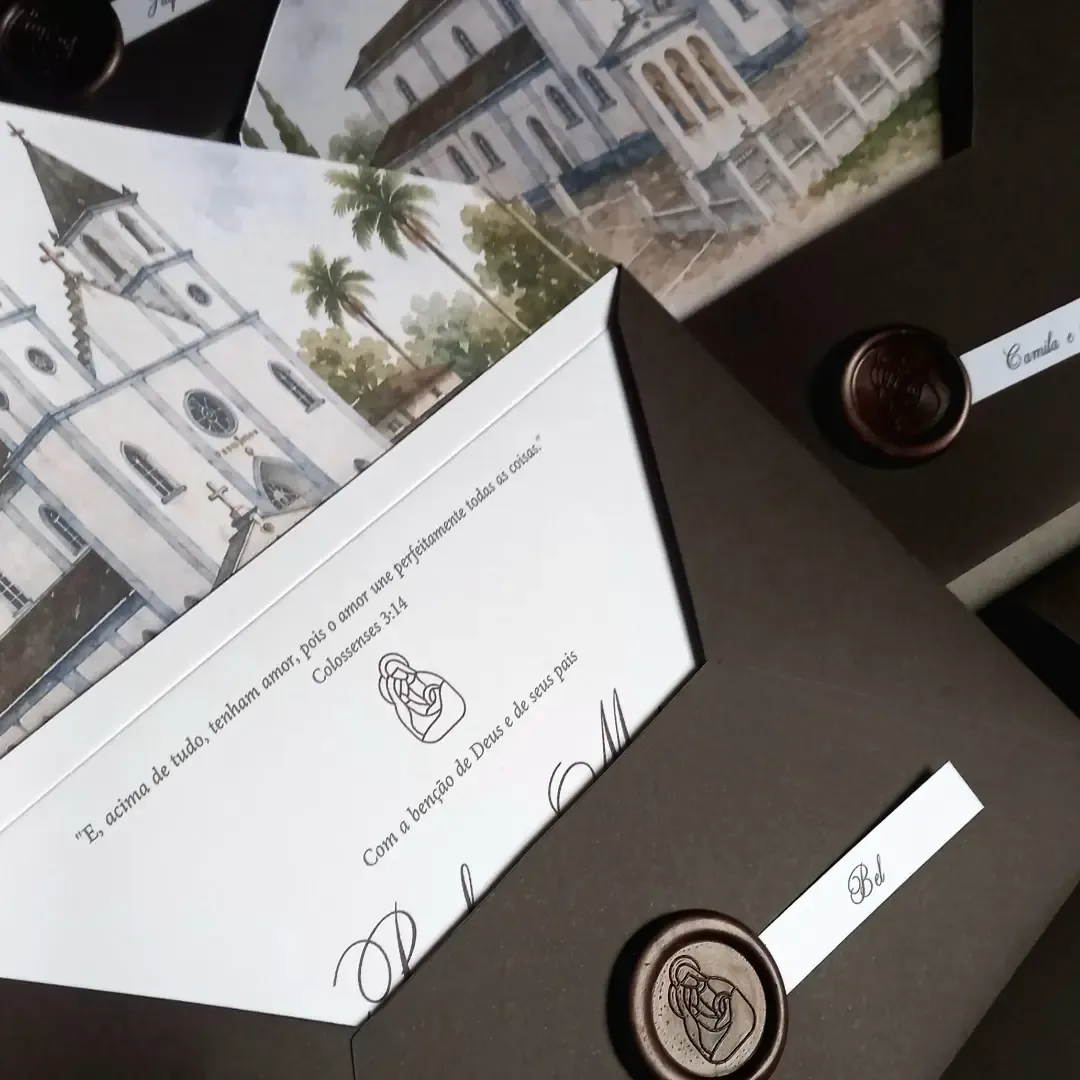 "E, acima de tudo, tenham amor, pois o amor une perfeitamente todas as coisas."
Colossenses 3:14
Com a benção de Deus e de seus pais
Camila e
Bel